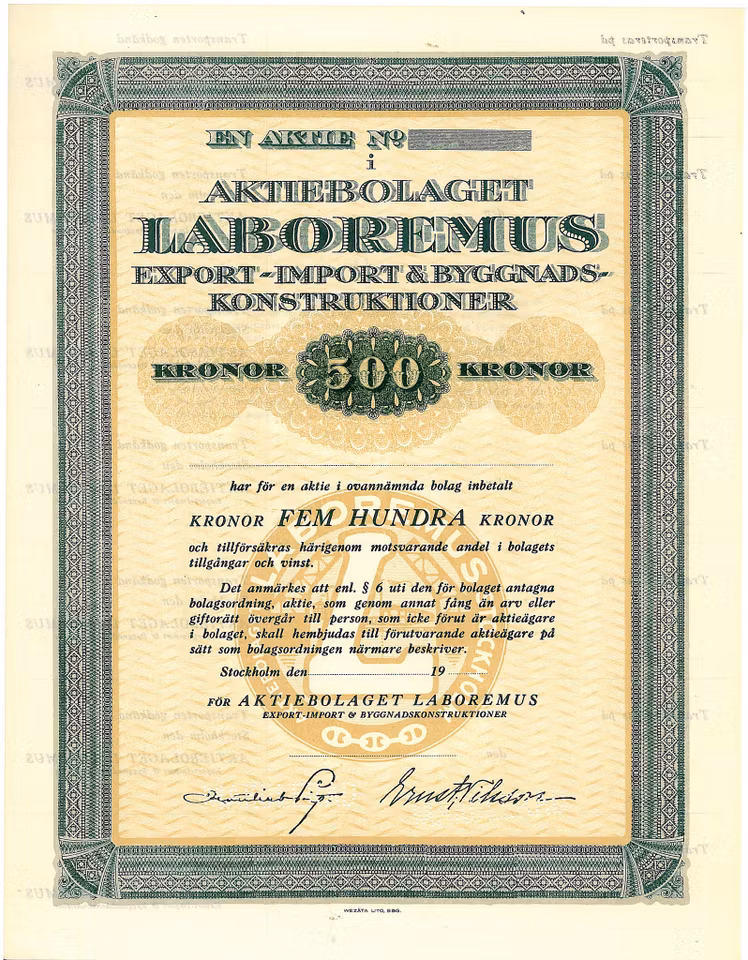 EN AKTIE Nº
i
AKTIEBOLAGET
LABOREMUS
EXPORT-IMPORT & BYGGNADS-
KONSTRUKTIONER
KRONOR 500 KRONOR
har för en aktie i ovannämnda bolag inbetalt
KRONOR FEM HUNDRA KRONOR
och tillförsäkras härigenom motsvarande andel i bolagets
tillgångar och vinst.
Det anmärkes att enl. § 6 uti den för bolaget antagna
bolagsordning, aktie, som genom annat fång än arv eller
giftorätt övergår till person, som icke förut är aktieägare
i bolaget, skall hembjudas till förutvarande aktieägare på
sätt som bolagsordningen närmare beskriver.
Stockholm den 19
FÖR AKTIEBOLAGET LABOREMUS
EXPORT-IMPORT & BYGGNADSKONSTRUKTIONER
LABOREMUS
L
WEZÄTA LITO, GBG.